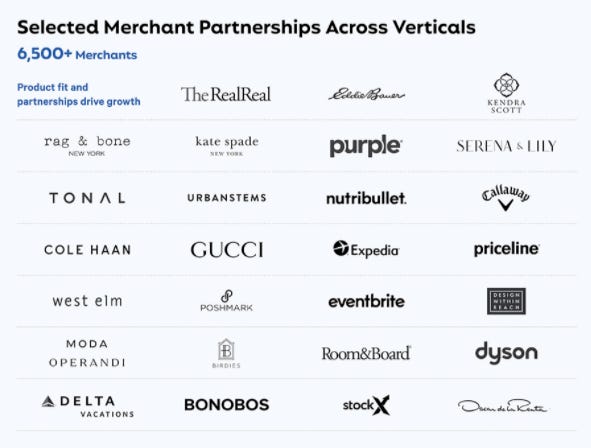 Selected Merchant Partnerships Across Verticals
6,500+ Merchants
Product fit and
partnerships drive growth
The RealReal
Eddie Bauer
KENDRA
SCOTT
rag & bone
NEW YORK
kate spade
NEW YORK
purple
SERENA & LILY
TONAL
URBANSTEMS
nutribullet.
Callaway
COLE HAAN
GUCCI
Expedia
priceline
west elm
POSHMARK
eventbrite
DESIGN
WITHIN
REACH
MODA
OPERANDI
B
BIRDIES
Room&Board
dyson
DELTA
VACATIONS
BONOBOS
stockX
Oscar de la Renta